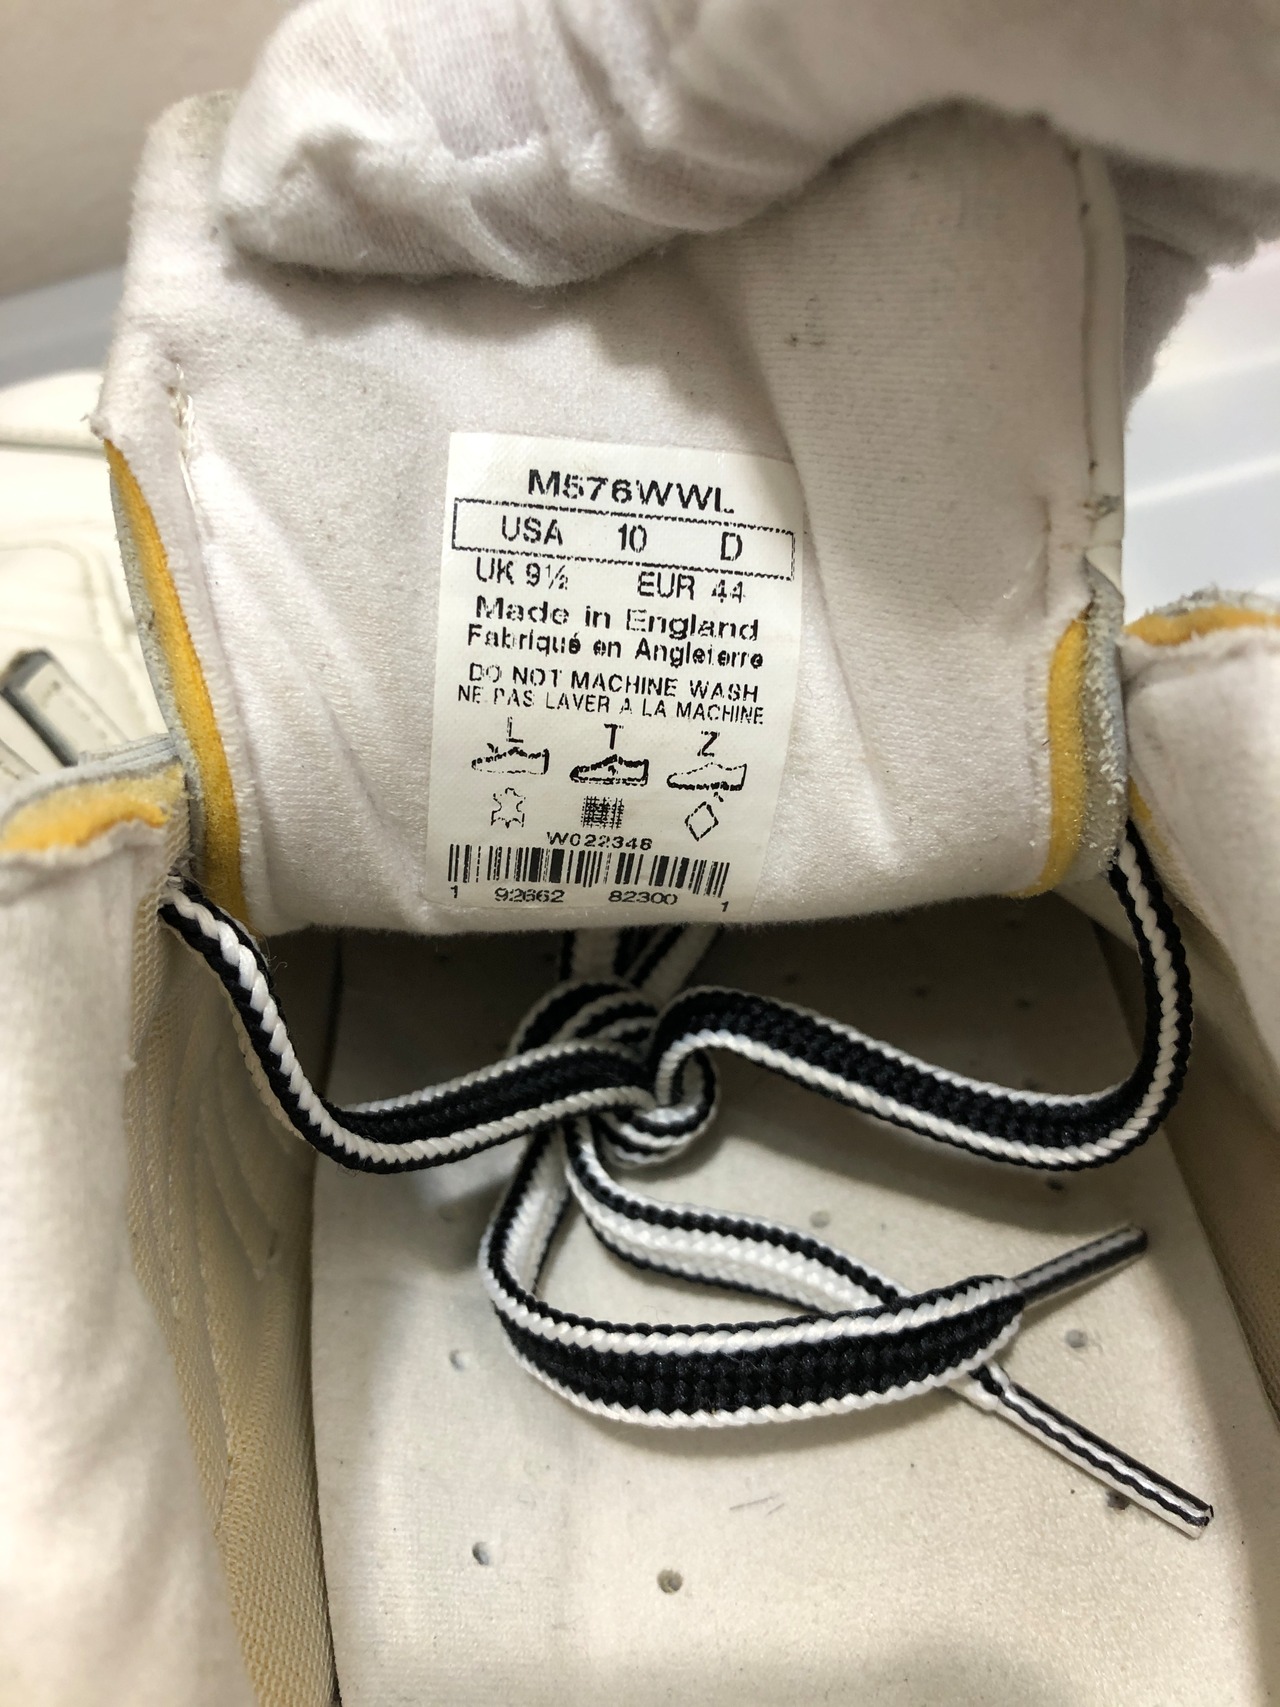 M576WWL
USA 10 D
UK 9½ EUR 44
Made in England
Fabriqué en Angleterre
DO NOT MACHINE WASH
NE PAS LAVER A LA MACHINE
L T Z
W022348
1 92662 82300 1